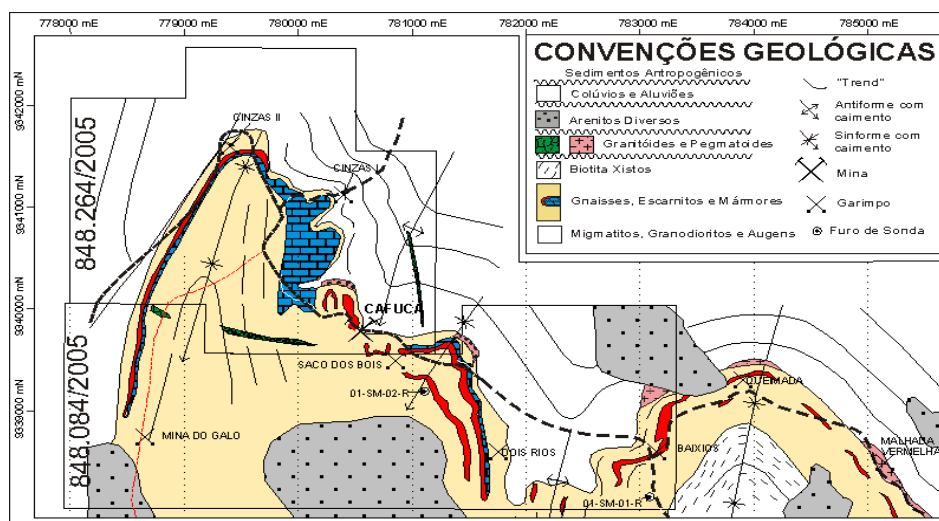 778000 mE 779000 mE 780000 mE 781000 mE 782000 mE 783000 mE 784000 mE 785000 mE
CONVENÇÕES GEOLÓGICAS
Sedimentos Antropogênicos
Colúvios e Aluviões
Arenitos Diversos
Granitóides e Pegmatoides
Biotita Xistos
Gnaisses, Escarnitos e Mármores
Migmatitos, Granodioritos e Augens
"Trend"
Antiforme com
caimento
Sinforme com
caimento
Mina
Garimpo
Furo de Sonda
9342000 mN
9341000 mN
9340000 mN
9339000 mN
848.264/2005
848.084/2005
CINZAS II
CINZAS I
CAFUCA
SACO DOS BOIS
01-SM-02-R
MINA DO GALO
DOIS RIOS
QUEIMADA
BAIXIOS
MALHADA
VERMELHA
01-SM-01-R